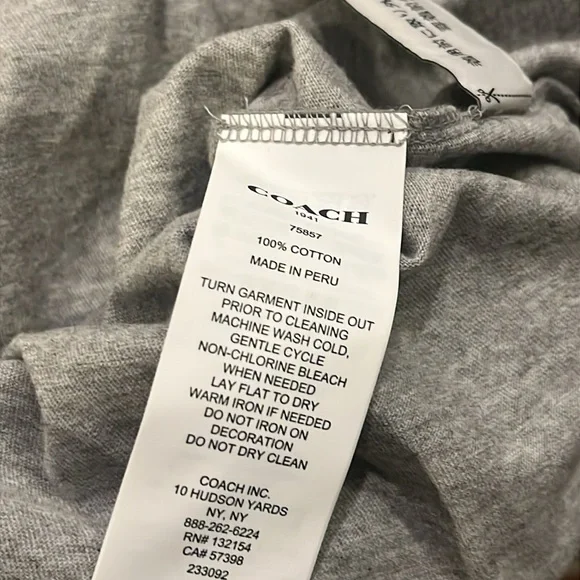 COACH
1941
75857
100% COTTON
MADE IN PERU
TURN GARMENT INSIDE OUT
PRIOR TO CLEANING
MACHINE WASH COLD,
GENTLE CYCLE
NON-CHLORINE BLEACH
WHEN NEEDED
LAY FLAT TO DRY
WARM IRON IF NEEDED
DO NOT IRON ON
DECORATION
DO NOT DRY CLEAN
COACH INC.
10 HUDSON YARDS
NY, NY
888-262-6224
RN# 132154
CA# 57398
233092